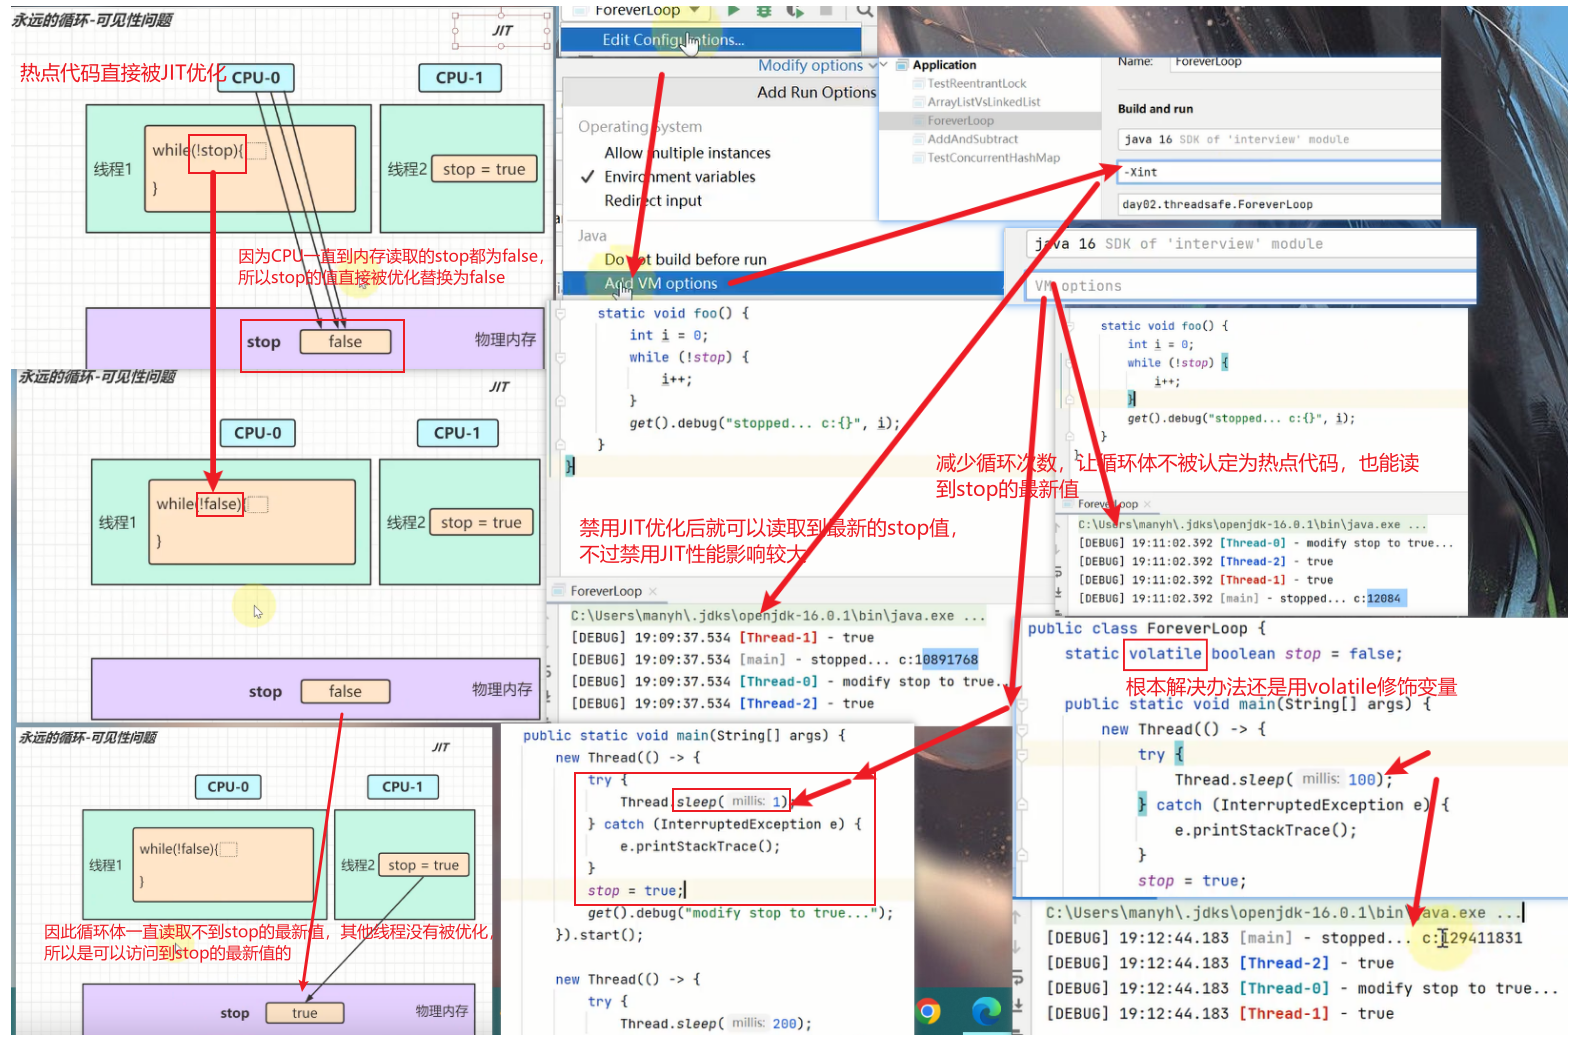 永远的循环-可见性问题
JIT
热点代码直接被JIT优化
CPU-0
CPU-1
线程1
while(!stop){
}
线程2
stop = true
因为CPU一直到内存读取的stop都为false，
所以stop的值直接被优化替换为false
stop
false
物理内存
永远的循环-可见性问题
JIT
CPU-0
CPU-1
线程1
while(!false){
}
线程2
stop = true
stop
false
物理内存
永远的循环-可见性问题
JIT
CPU-0
CPU-1
线程1
while(!false){
}
线程2
stop = true
因此循环体一直读取不到stop的最新值，其他线程没有被优化，
所以是可以访问到stop的最新值的
stop
true
物理内存
ForeverLoop
Edit Configurations...
Modify options
Add Run Options
Operating System
Allow multiple instances
Environment variables
Redirect input
Java
Do not build before run
Add VM options
Application
TestReentrantLock
ArrayListVsLinkedList
ForeverLoop
AddAndSubtract
TestConcurrentHashMap
Name:
ForeverLoop
Build and run
java 16 SDK of 'interview' module
-Xint
day02.threadsafe.ForeverLoop
java 16 SDK of 'interview' module
VM options
static void foo() {
int i = 0;
while (!stop) {
i++;
}
get().debug("stopped... c:{}", i);
}
}
禁用JIT优化后就可以读取到最新的stop值，
不过禁用JIT性能影响较大
ForeverLoop
C:\Users\manyh\.jdks\openjdk-16.0.1\bin\java.exe ...
[DEBUG] 19:09:37.534 [Thread-1] - true
[DEBUG] 19:09:37.534 [main] - stopped... c:10891768
[DEBUG] 19:09:37.534 [Thread-0] - modify stop to true...
[DEBUG] 19:09:37.534 [Thread-2] - true
static void foo() {
int i = 0;
while (!stop) {
i++;
}
get().debug("stopped... c:{}", i);
}
}
减少循环次数，让循环体不被认定为热点代码，也能读
到stop的最新值
ForeverLoop
C:\Users\manyh\.jdks\openjdk-16.0.1\bin\java.exe ...
[DEBUG] 19:11:02.392 [Thread-0] - modify stop to true...
[DEBUG] 19:11:02.392 [Thread-2] - true
[DEBUG] 19:11:02.392 [Thread-1] - true
[DEBUG] 19:11:02.392 [main] - stopped... c:12084
public static void main(String[] args) {
new Thread(() -> {
try {
Thread.sleep( millis: 1);
} catch (InterruptedException e) {
e.printStackTrace();
}
stop = true;
get().debug("modify stop to true...");
}).start();
new Thread(() -> {
try {
Thread.sleep( millis: 200);
public class ForeverLoop {
static volatile boolean stop = false;
根本解决办法还是用volatile修饰变量
public static void main(String[] args) {
new Thread(() -> {
try {
Thread.sleep( millis: 100);
} catch (InterruptedException e) {
e.printStackTrace();
}
stop = true;
C:\Users\manyh\.jdks\openjdk-16.0.1\bin\java.exe ...
[DEBUG] 19:12:44.183 [main] - stopped... c:129411831
[DEBUG] 19:12:44.183 [Thread-2] - true
[DEBUG] 19:12:44.183 [Thread-0] - modify stop to true...
[DEBUG] 19:12:44.183 [Thread-1] - true